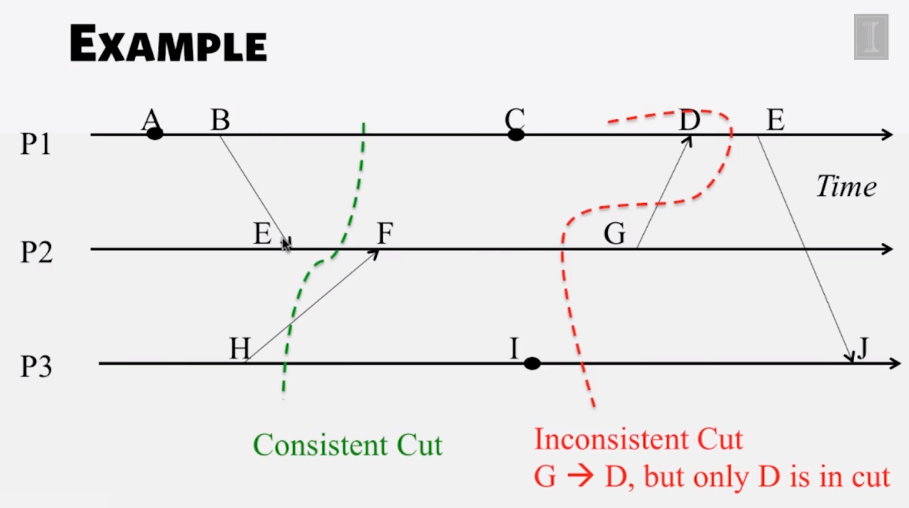 EXAMPLE
A B C D E
P1
Time
E F G
P2
H I J
P3
Consistent Cut
Inconsistent Cut
G → D, but only D is in cut